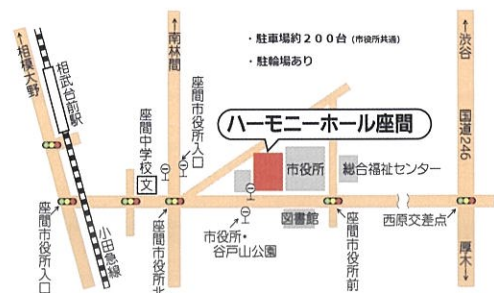 ・駐車場約200台(市役所共通)
・駐輪場あり
↑相模大野
相武台前駅
座間中学校
文
↑南林間
座間市役所入口
ハーモニーホール座間
市役所
総合福祉センター
↑渋谷
国道246
厚木↓
西原交差点
図書館
座間市役所前
市役所・
谷戸山公園
座間市役所北
小田急線
座間市役所入口